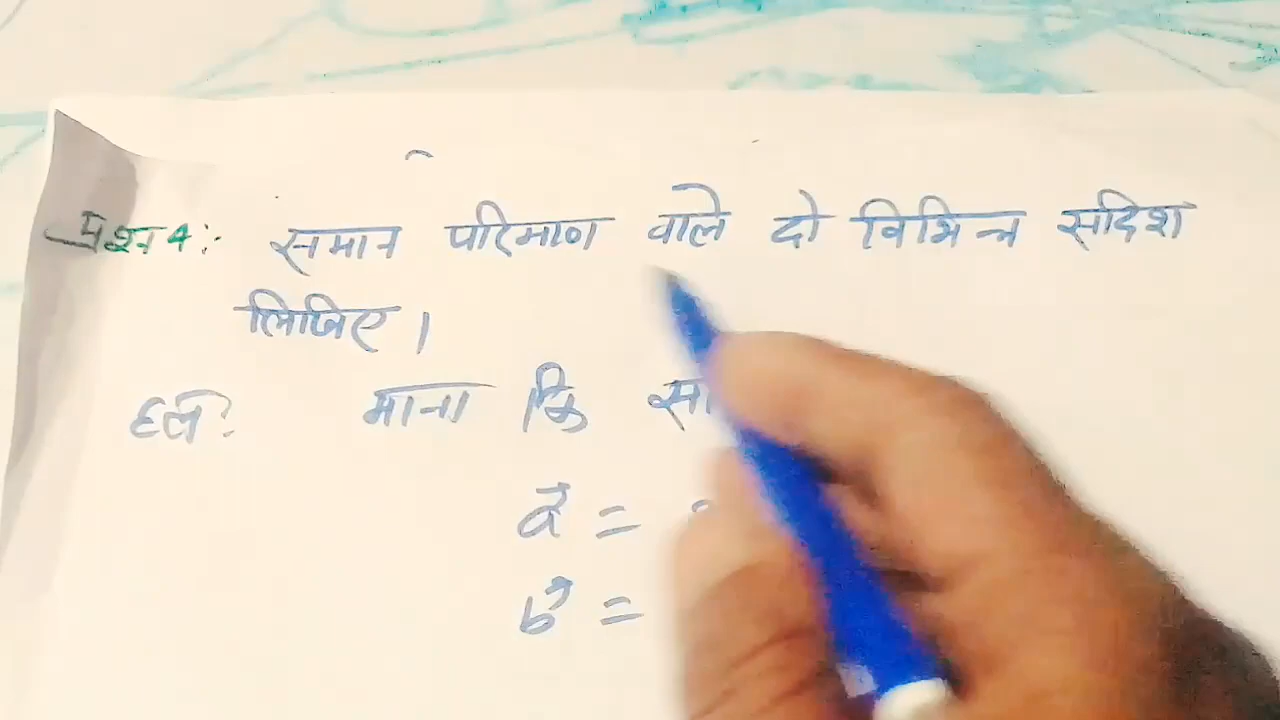 प्रश्न 4:- समान परिमाण वाले दो विभिन्न सदिश
लिजिए।
हल: माना कि
a⃗ =
b⃗ =